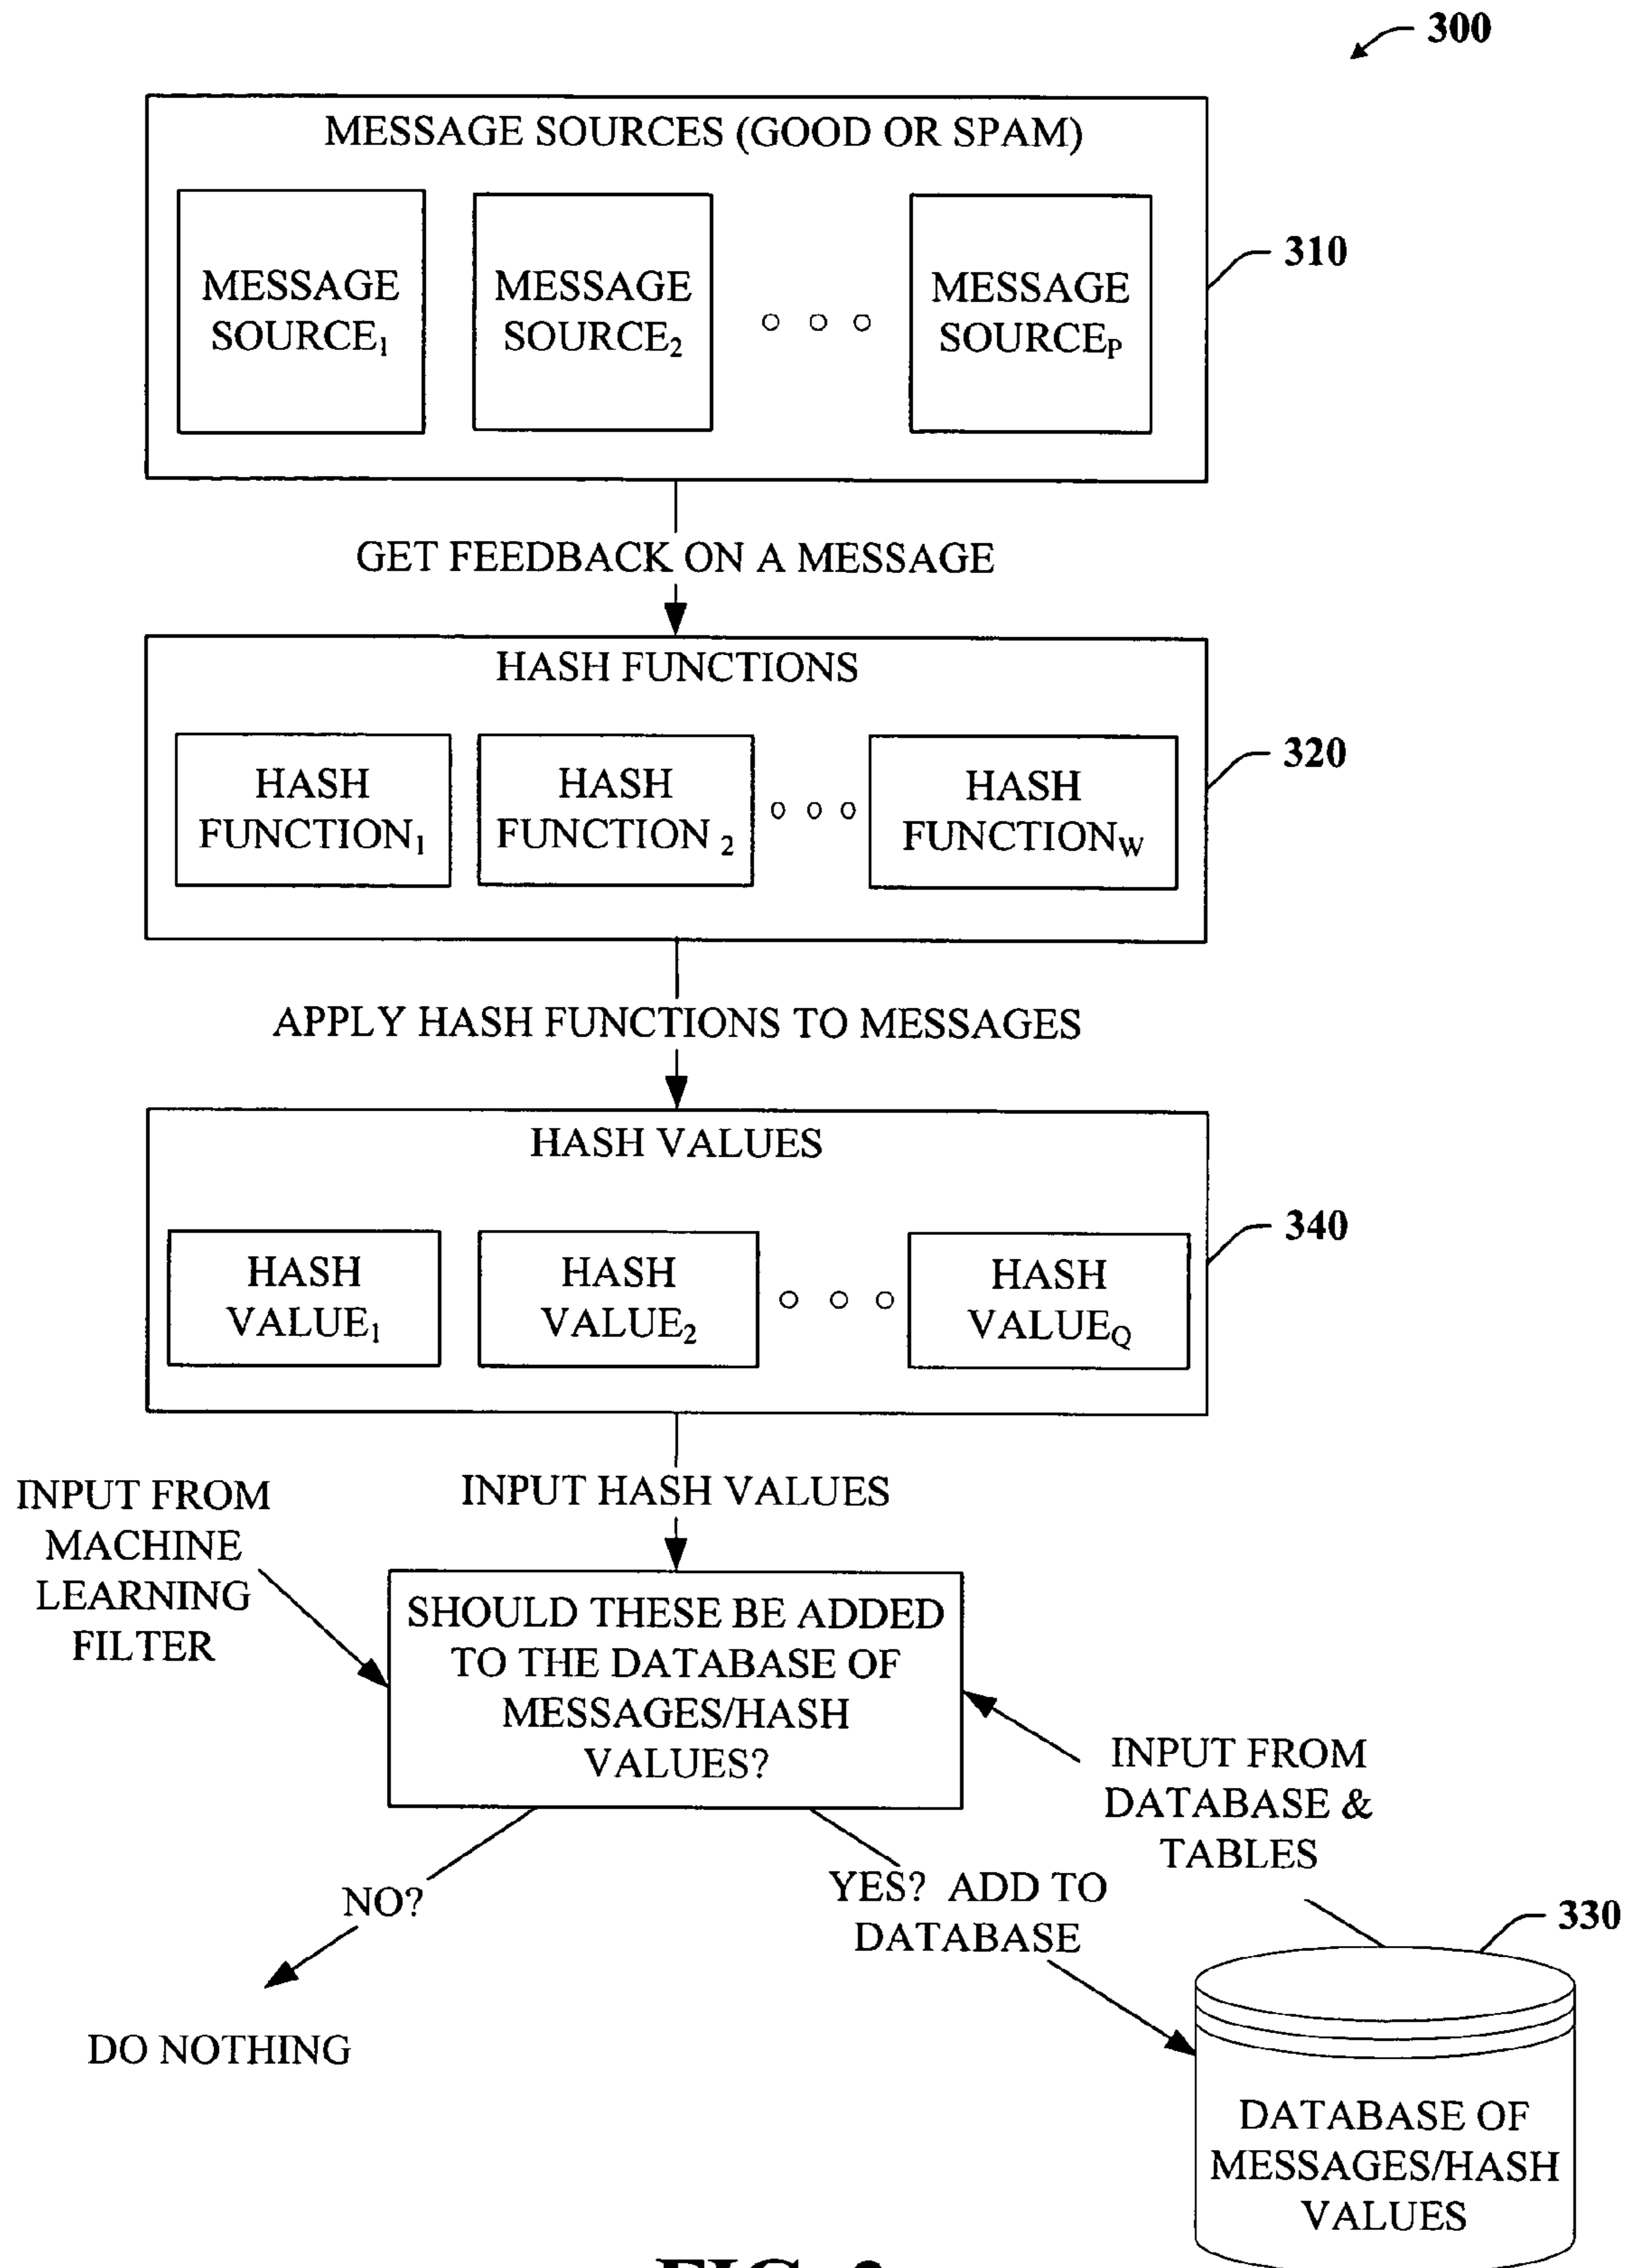 300
MESSAGE SOURCES (GOOD OR SPAM)
MESSAGE
SOURCE1
MESSAGE
SOURCE2
MESSAGE
SOURCEP
310
GET FEEDBACK ON A MESSAGE
HASH FUNCTIONS
HASH
FUNCTION1
HASH
FUNCTION 2
HASH
FUNCTIONW
320
APPLY HASH FUNCTIONS TO MESSAGES
HASH VALUES
HASH
VALUE1
HASH
VALUE2
HASH
VALUEQ
340
INPUT FROM
MACHINE
LEARNING
FILTER
INPUT HASH VALUES
SHOULD THESE BE ADDED
TO THE DATABASE OF
MESSAGES/HASH
VALUES?
INPUT FROM
DATABASE &
TABLES
NO?
YES? ADD TO
DATABASE
330
DO NOTHING
DATABASE OF
MESSAGES/HASH
VALUES